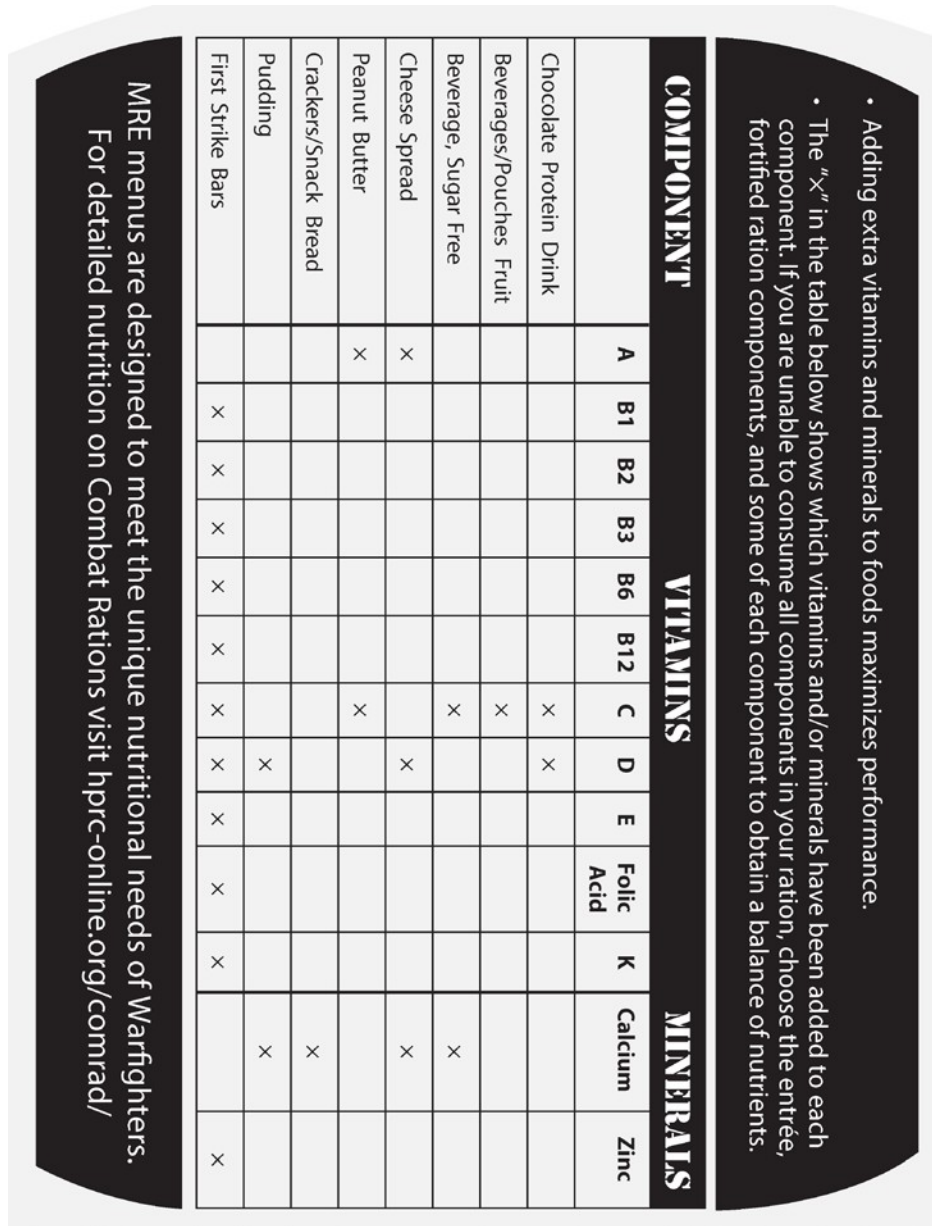 • Adding extra vitamins and minerals to foods maximizes performance.
• The “x” in the table below shows which vitamins and/or minerals have been added to each
component. If you are unable to consume all components in your ration, choose the entrée,
fortified ration components, and some of each component to obtain a balance of nutrients.
COMPONENT VITAMINS MINERALS
A B1 B2 B3 B6 B12 C D E Folic Acid K Calcium Zinc
Chocolate Protein Drink x x
Beverages/Pouches Fruit x
Beverage, Sugar Free x x
Cheese Spread x x x
Peanut Butter x x
Crackers/Snack Bread x
Pudding x x
First Strike Bars x x x x x x x x x x x
MRE menus are designed to meet the unique nutritional needs of Warfighters.
For detailed nutrition on Combat Rations visit hprc-online.org/comrad/